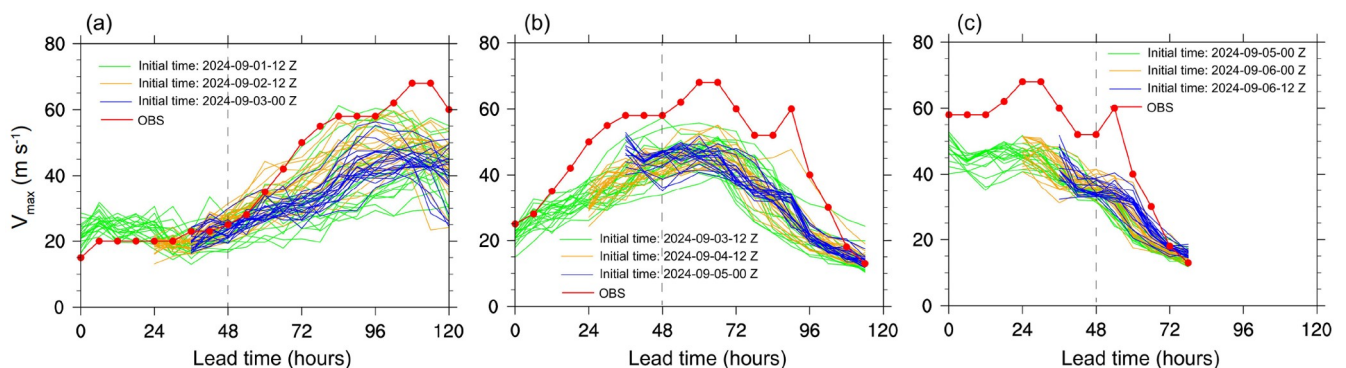 (a)
80
60
40
20
0
V max (m s⁻¹)
Initial time: 2024-09-01-12 Z
Initial time: 2024-09-02-12 Z
Initial time: 2024-09-03-00 Z
OBS
0 24 48 72 96 120
Lead time (hours)
(b)
80
60
40
20
0
Initial time: 2024-09-03-12 Z
Initial time: 2024-09-04-12 Z
Initial time: 2024-09-05-00 Z
OBS
0 24 48 72 96 120
Lead time (hours)
(c)
80
60
40
20
0
Initial time: 2024-09-05-00 Z
Initial time: 2024-09-06-00 Z
Initial time: 2024-09-06-12 Z
OBS
0 24 48 72 96 120
Lead time (hours)